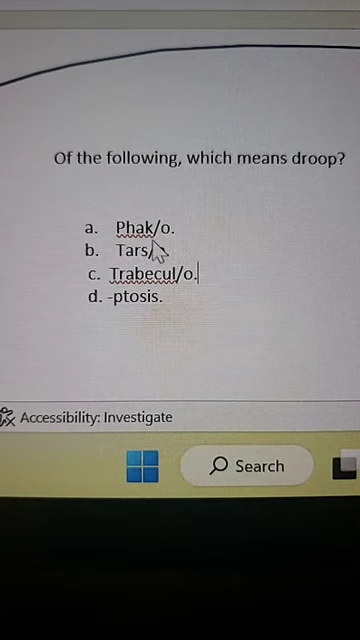 Of the following, which means droop?
a. Phak/o.
b. Tars/
c. Trabecul/o.
d. -ptosis.
Accessibility: Investigate
Search